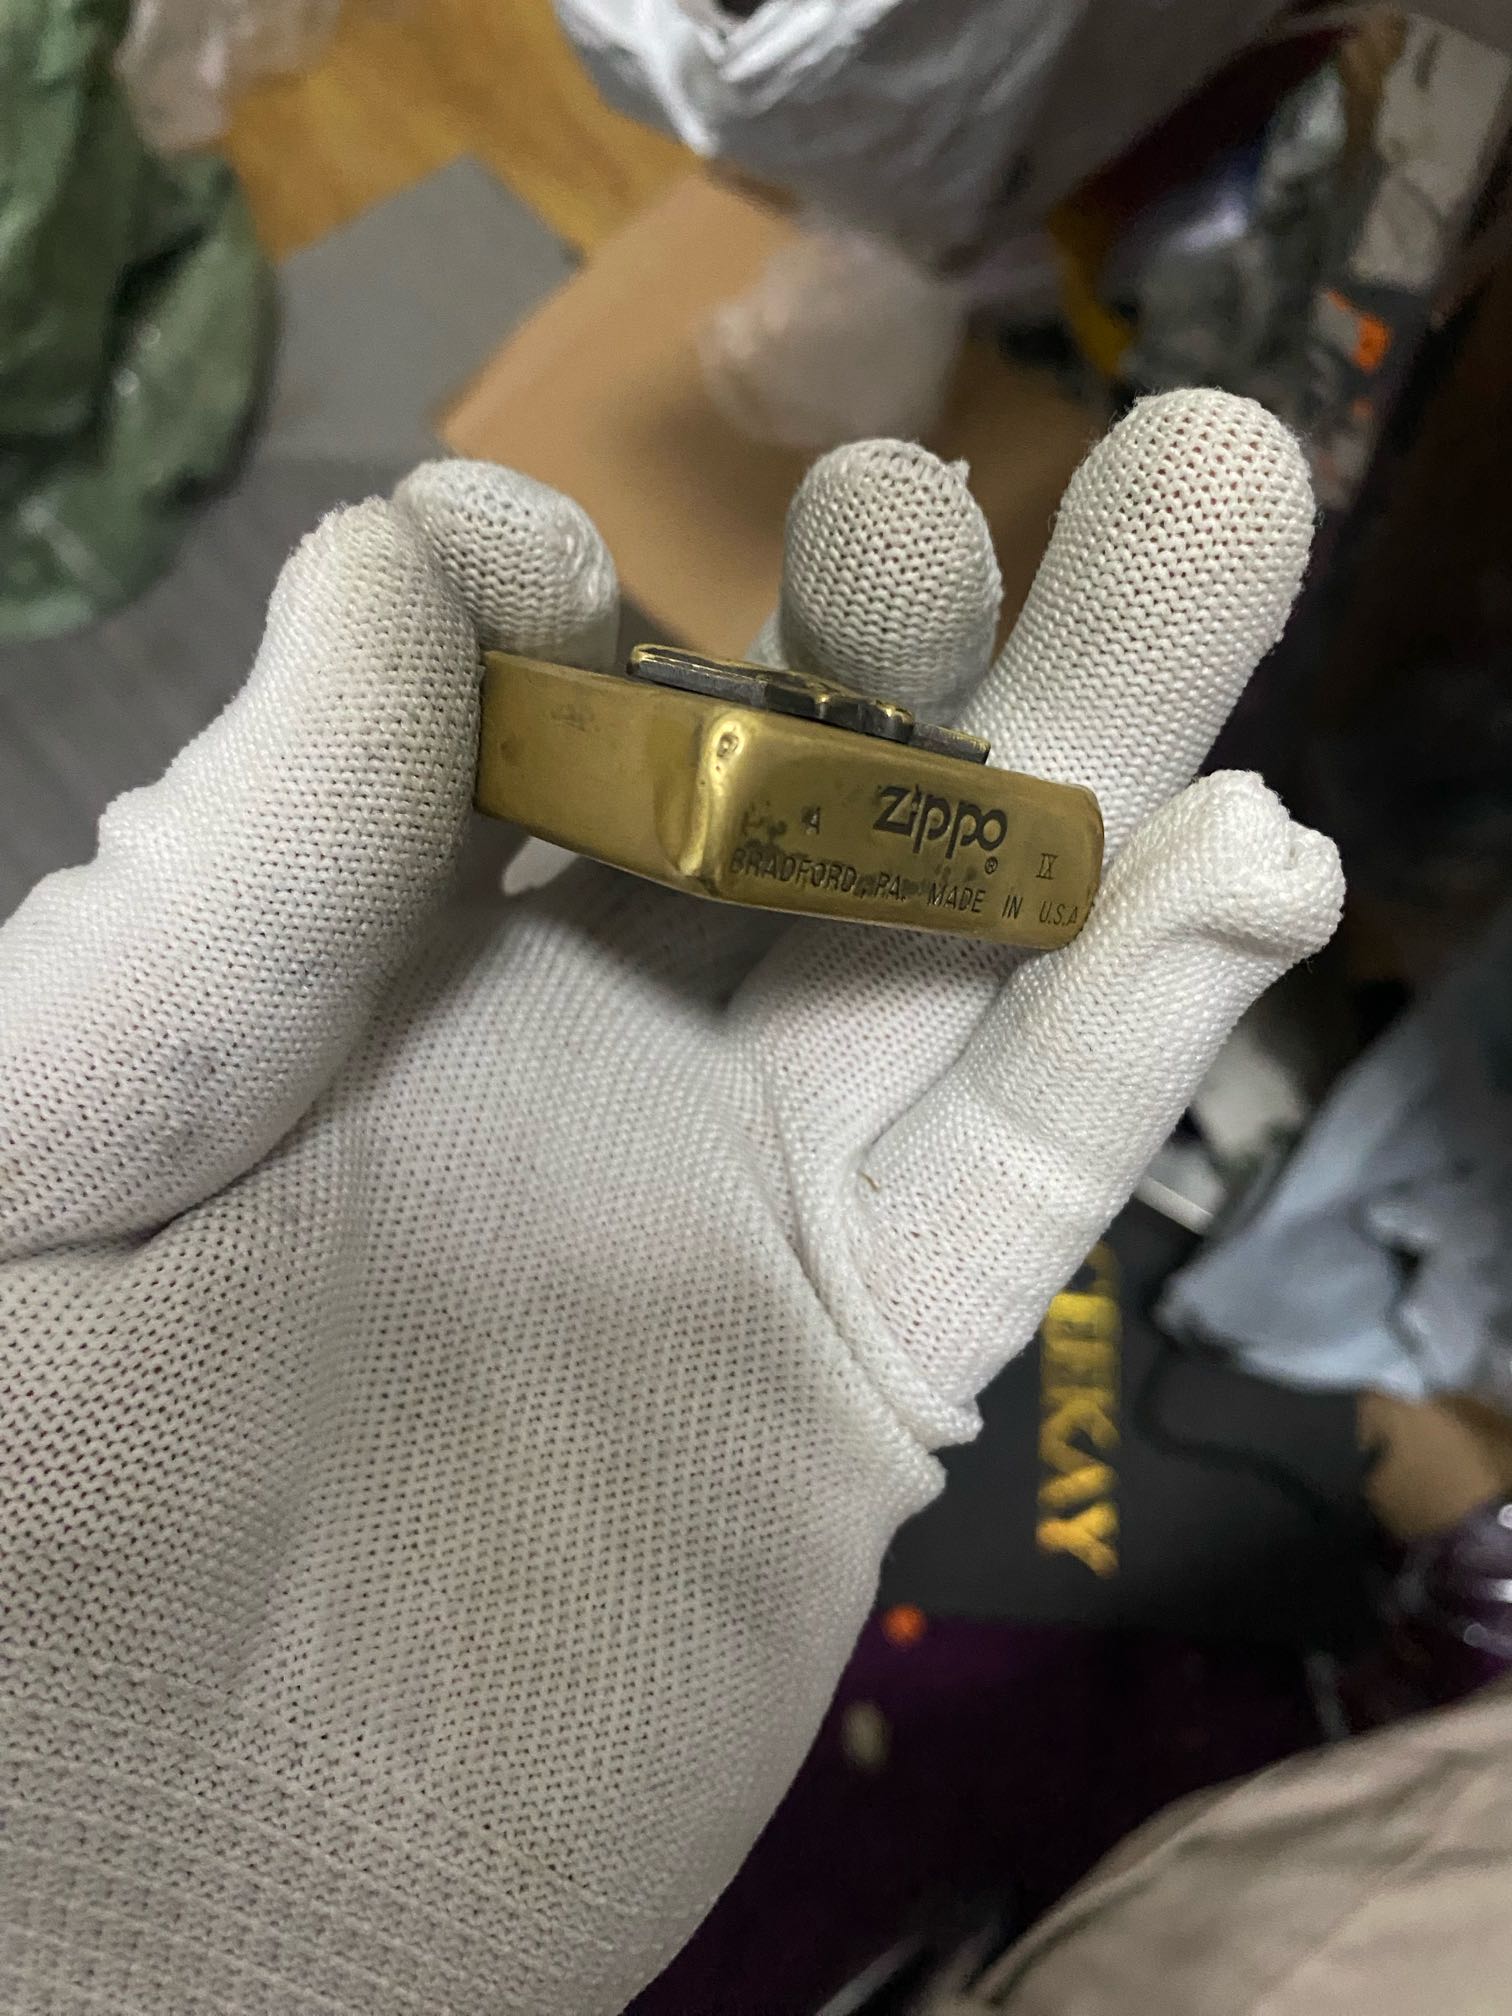 A zippo ® IX
BRADFORD, PA. MADE IN U.S.A